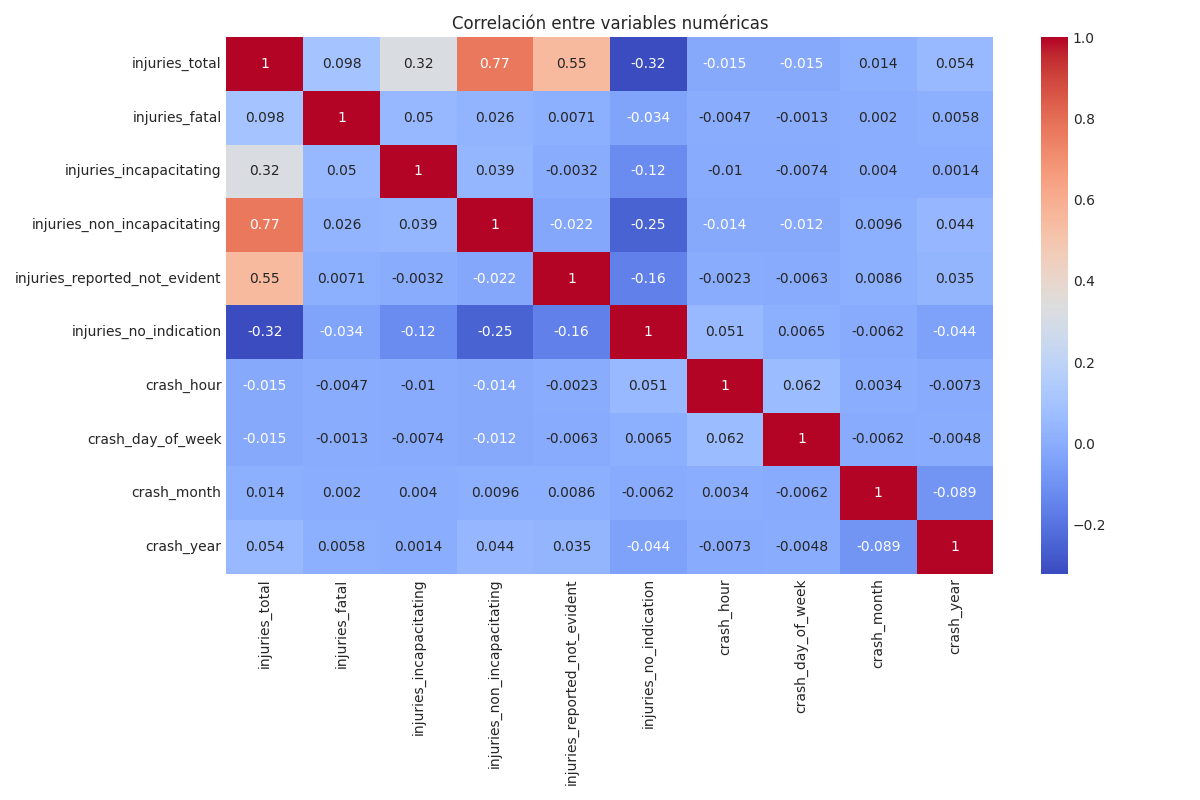 Correlación entre variables numéricas
injuries_total 1 0.098 0.32 0.77 0.55 -0.32 -0.015 -0.015 0.014 0.054
injuries_fatal 0.098 1 0.05 0.026 0.0071 -0.034 -0.0047 -0.0013 0.002 0.0058
injuries_incapacitating 0.32 0.05 1 0.039 -0.0032 -0.12 -0.01 -0.0074 0.004 0.0014
injuries_non_incapacitating 0.77 0.026 0.039 1 -0.022 -0.25 -0.014 -0.012 0.0096 0.044
injuries_reported_not_evident 0.55 0.0071 -0.0032 -0.022 1 -0.16 -0.0023 -0.0063 0.0086 0.035
injuries_no_indication -0.32 -0.034 -0.12 -0.25 -0.16 1 0.051 0.0065 -0.0062 -0.044
crash_hour -0.015 -0.0047 -0.01 -0.014 -0.0023 0.051 1 0.062 0.0034 -0.0073
crash_day_of_week -0.015 -0.0013 -0.0074 -0.012 -0.0063 0.0065 0.062 1 -0.0062 -0.0048
crash_month 0.014 0.002 0.004 0.0096 0.0086 -0.0062 0.0034 -0.0062 1 -0.089
crash_year 0.054 0.0058 0.0014 0.044 0.035 -0.044 -0.0073 -0.0048 -0.089 1
injuries_total
injuries_fatal
injuries_incapacitating
injuries_non_incapacitating
injuries_reported_not_evident
injuries_no_indication
crash_hour
crash_day_of_week
crash_month
crash_year
1.0
0.8
0.6
0.4
0.2
0.0
−0.2